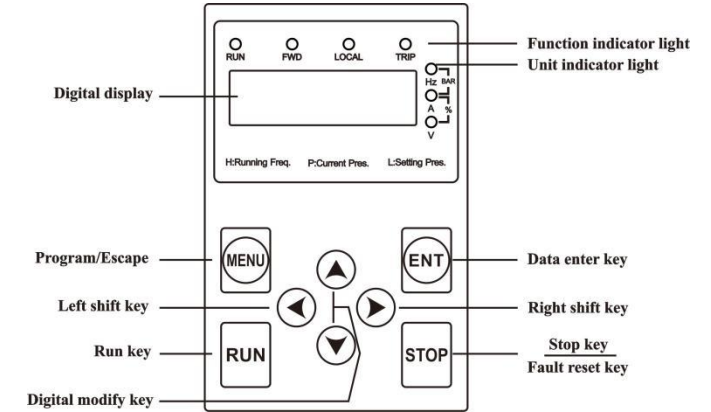 RUN FWD LOCAL TRIP
Function indicator light
Unit indicator light
Hz BAR
A %
V
Digital display
H:Running Freq. P:Current Pres. L:Setting Pres.
Program/Escape MENU ENT Data enter key
Left shift key Right shift key
Run key RUN STOP Stop key
Fault reset key
Digital modify key